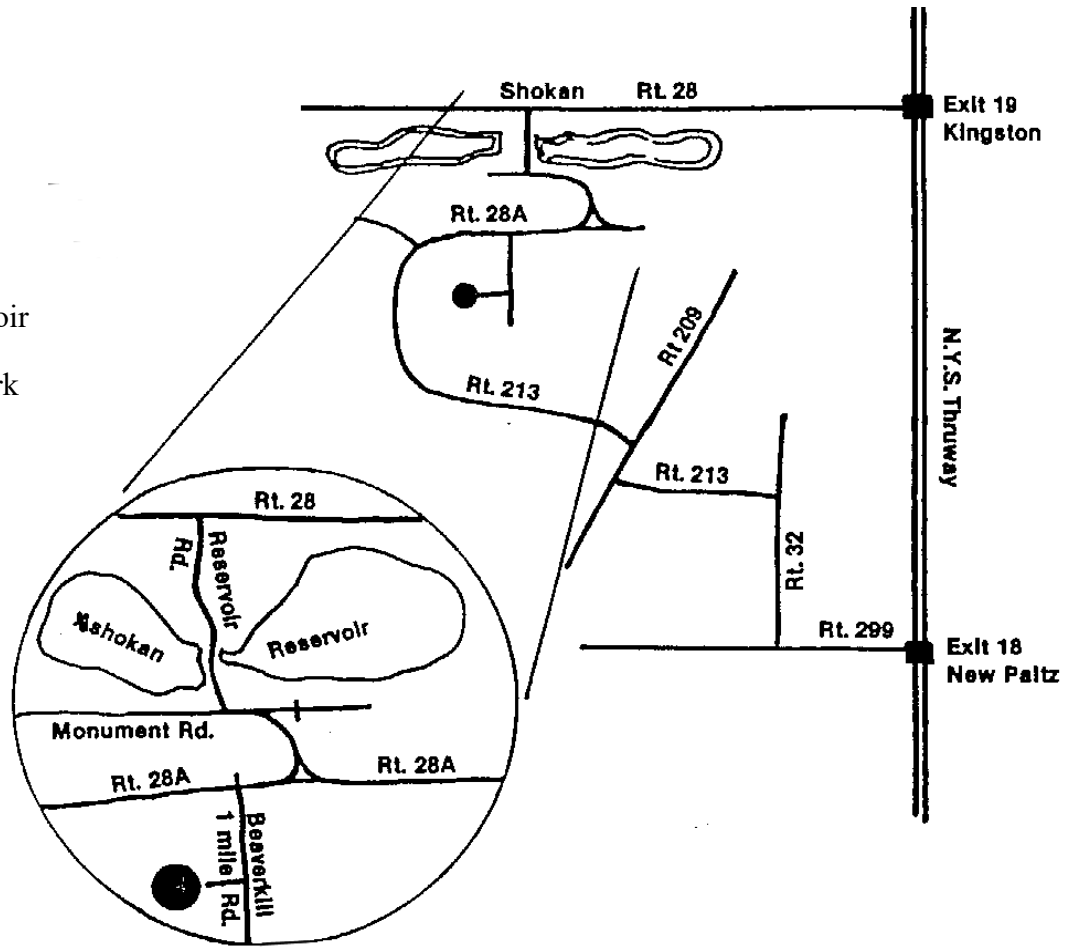 Shokan
Rt. 28
Exit 19
Kingston
Rt. 28A
oir
rk
Rt 209
N.Y.S. Thruway
Rt. 213
Rt. 213
Rt. 32
Rt. 299
Exit 18
New Paltz
Rt. 28
Reservoir
Rd.
Ashokan
Reservoir
Monument Rd.
Rt. 28A
Rt. 28A
Beaverkill
1 mile Rd.